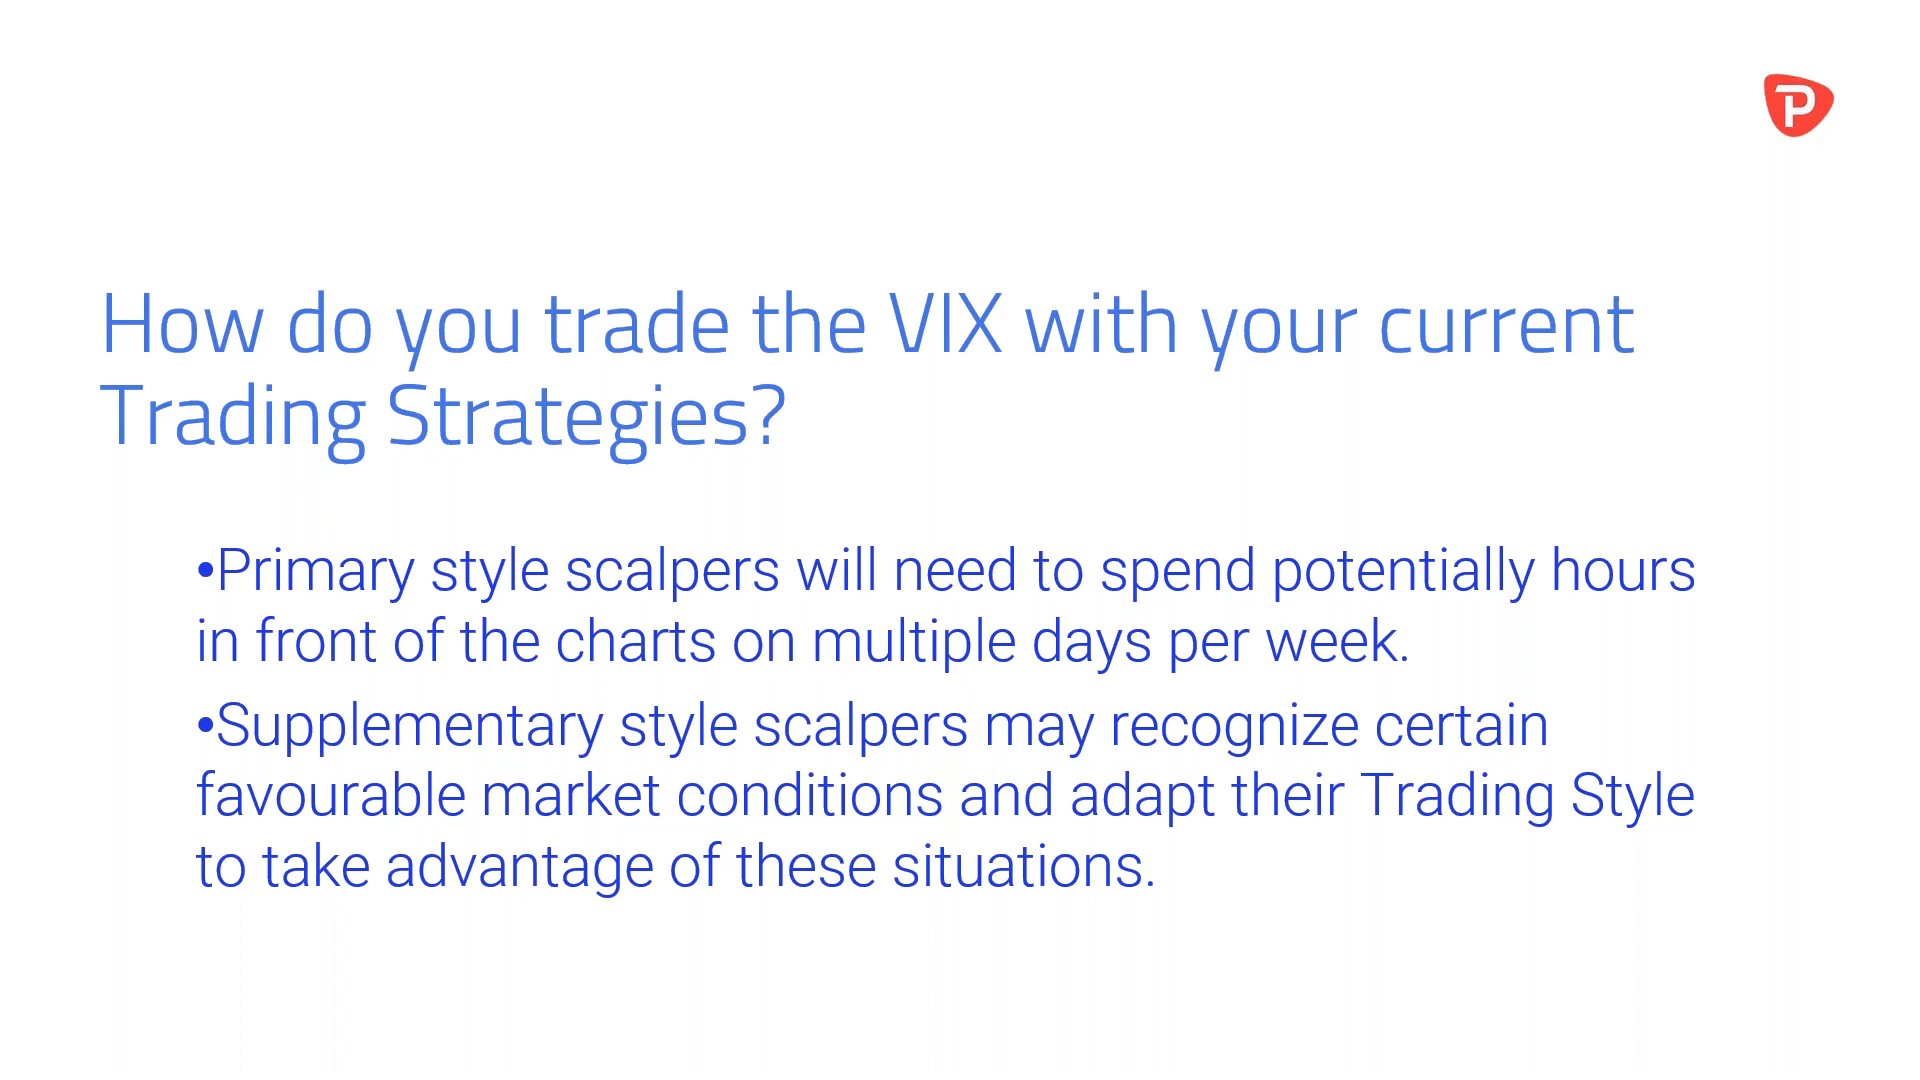 P
How do you trade the VIX with your current
Trading Strategies?
•Primary style scalpers will need to spend potentially hours
in front of the charts on multiple days per week.
•Supplementary style scalpers may recognize certain
favourable market conditions and adapt their Trading Style
to take advantage of these situations.